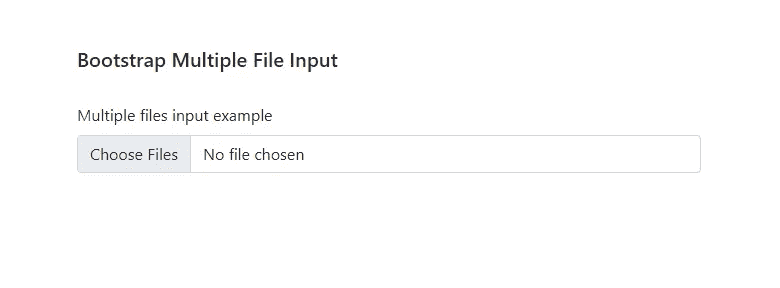 Bootstrap Multiple File Input
Multiple files input example
Choose Files No file chosen